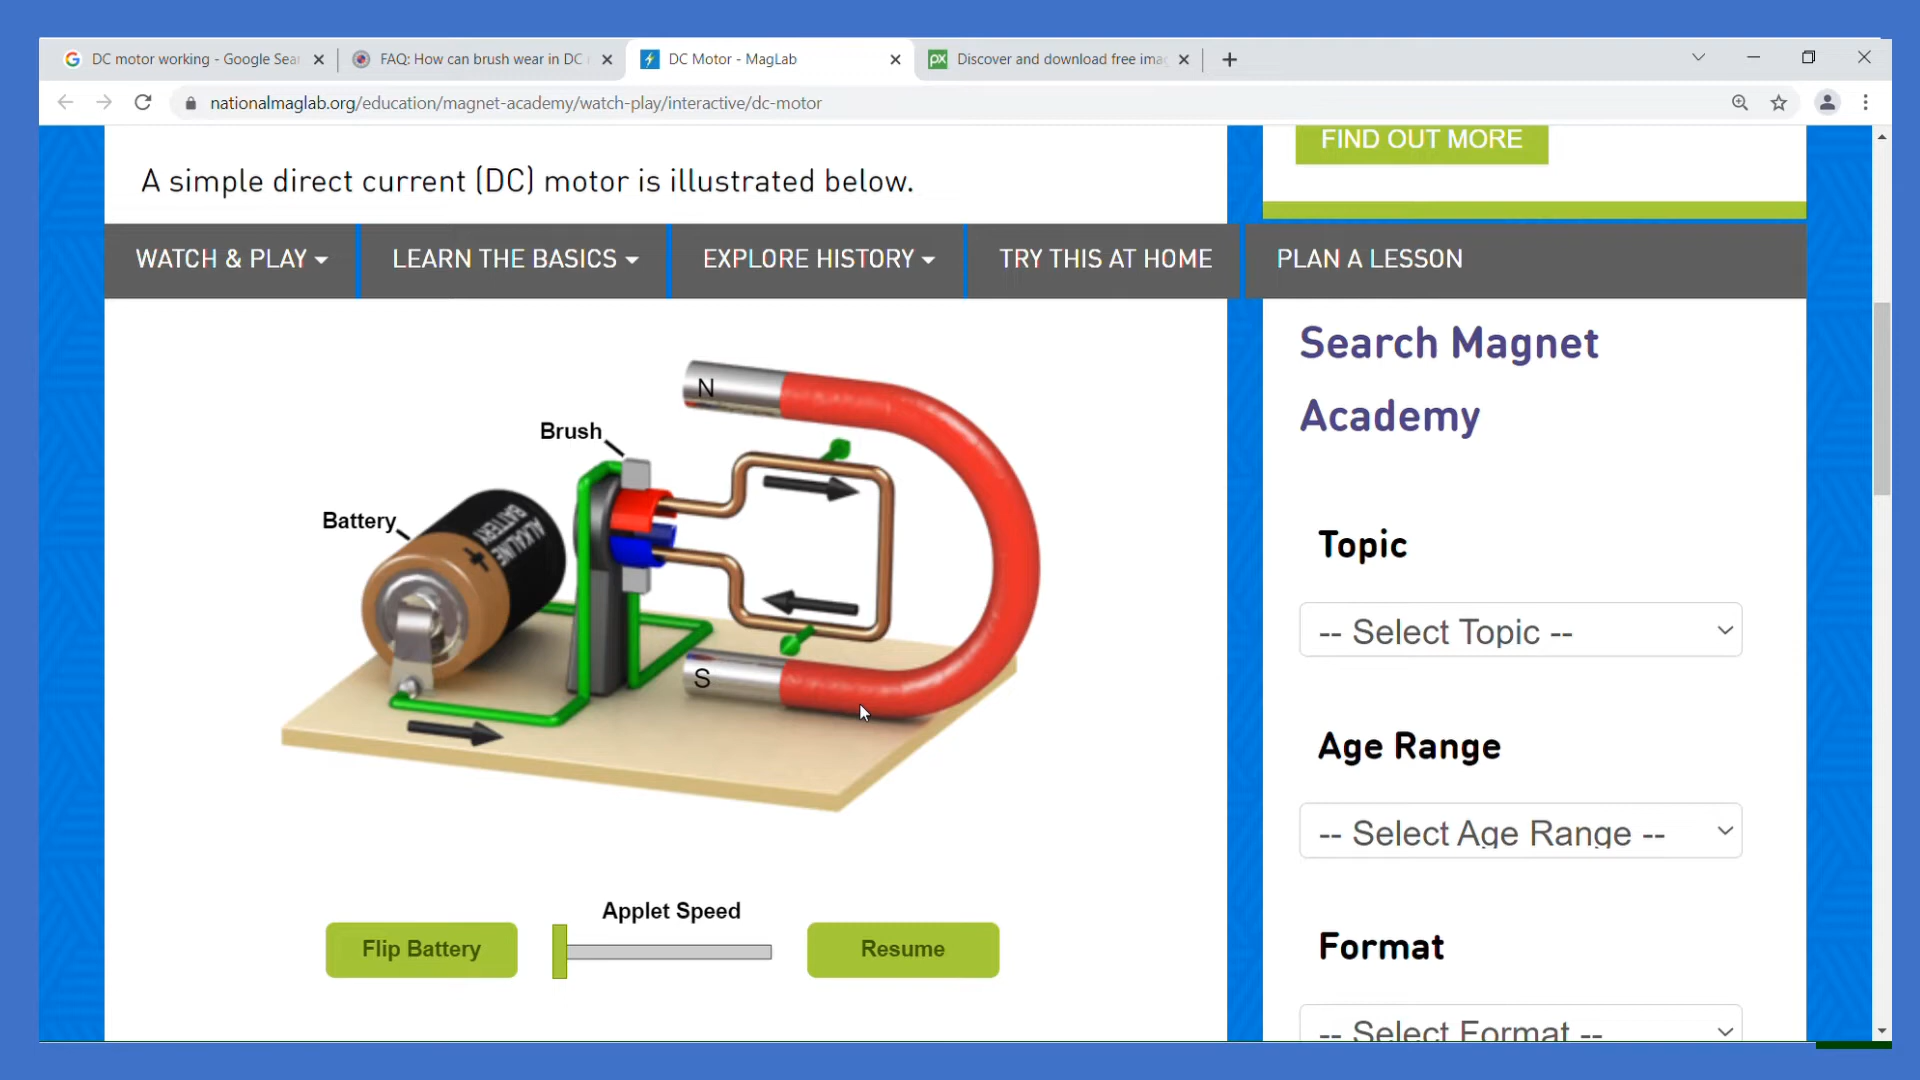 DC motor working - Google Sea
FAQ: How can brush wear in DC
DC Motor - MagLab
Discover and download free ima
nationalmaglab.org/education/magnet-academy/watch-play/interactive/dc-motor
FIND OUT MORE
A simple direct current (DC) motor is illustrated below.
WATCH & PLAY
LEARN THE BASICS
EXPLORE HISTORY
TRY THIS AT HOME
PLAN A LESSON
Search Magnet
Academy
N
Brush
Battery
ALKALINE
BATTERY
+
S
Topic
-- Select Topic --
Age Range
-- Select Age Range --
Applet Speed
Flip Battery
Resume
Format
-- Select Format --